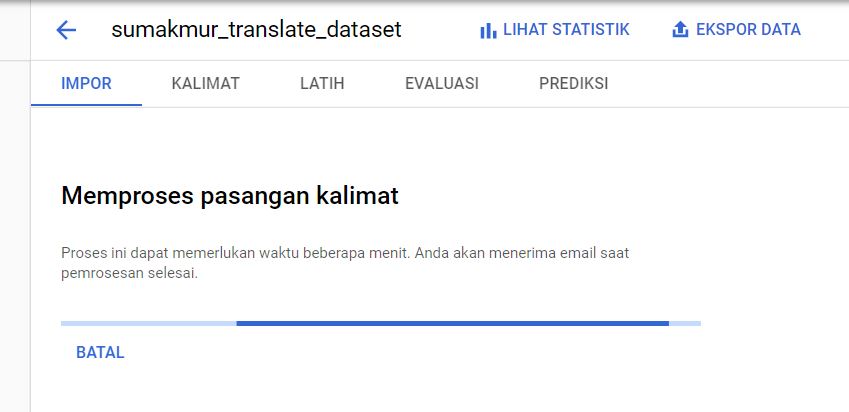 sumakmur_translate_dataset
LIHAT STATISTIK
EKSPOR DATA
IMPOR
KALIMAT
LATIH
EVALUASI
PREDIKSI
Memproses pasangan kalimat
Proses ini dapat memerlukan waktu beberapa menit. Anda akan menerima email saat
pemrosesan selesai.
BATAL